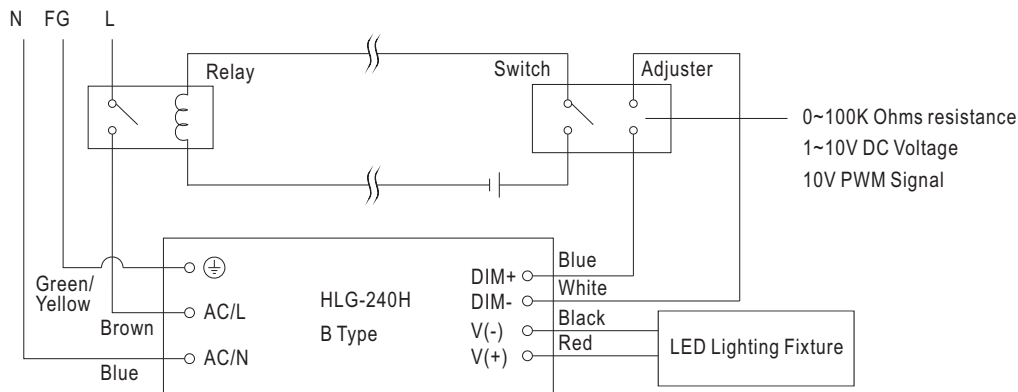 N FG L
Relay
Switch
Adjuster
0~100K Ohms resistance
1~10V DC Voltage
10V PWM Signal
Green/
Yellow
Brown
Blue
AC/L
AC/N
HLG-240H
B Type
DIM+
DIM-
V(-)
V(+)
Blue
White
Black
Red
LED Lighting Fixture